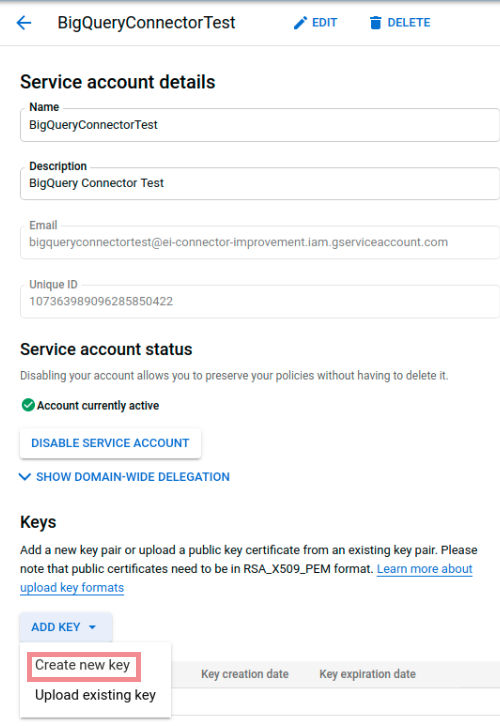 BigQueryConnectorTest
EDIT
DELETE
Service account details
Name
BigQueryConnectorTest
Description
BigQuery Connector Test
Email
bigqueryconnectortest@ei-connector-improvement.iam.gserviceaccount.com
Unique ID
107363989096285850422
Service account status
Disabling your account allows you to preserve your policies without having to delete it.
Account currently active
DISABLE SERVICE ACCOUNT
SHOW DOMAIN-WIDE DELEGATION
Keys
Add a new key pair or upload a public key certificate from an existing key pair. Please
note that public certificates need to be in RSA_X509_PEM format. Learn more about
upload key formats
ADD KEY
Create new key
Key creation date
Key expiration date
Upload existing key